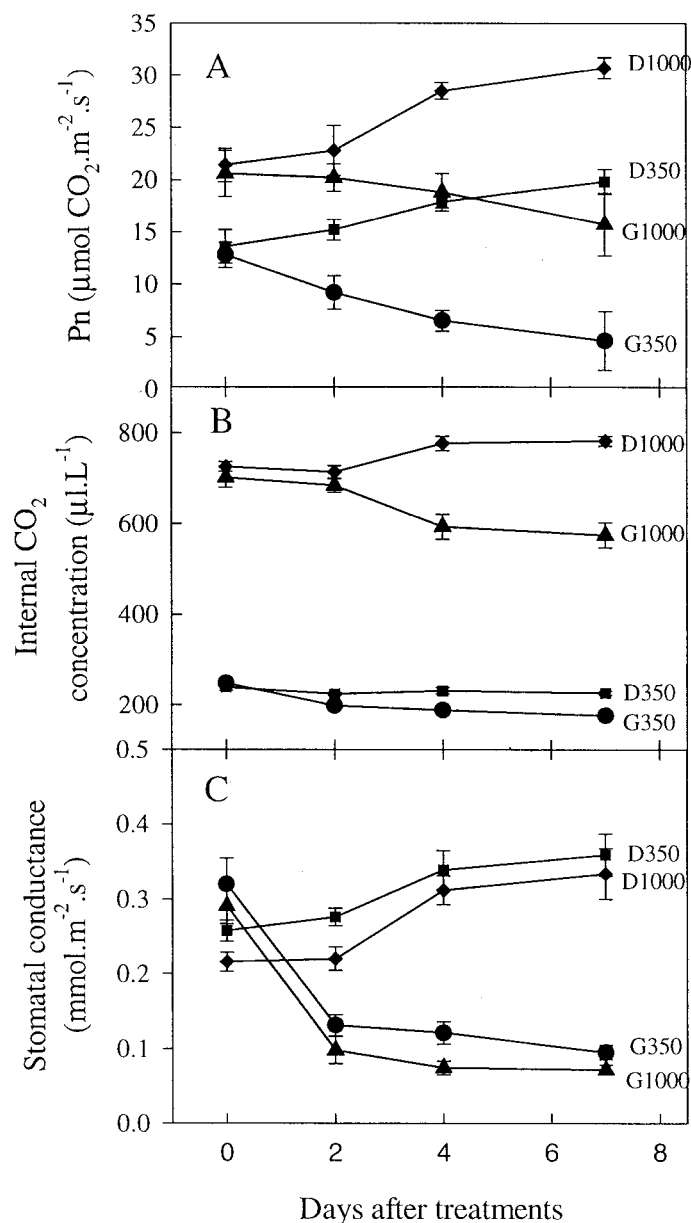 A
Pn (μmol CO₂.m⁻².s⁻¹)
35
30
25
20
15
10
5
0
D1000
D350
G1000
G350
B
Internal CO₂
concentration (μl.L⁻¹)
800
600
400
200
D1000
G1000
D350
G350
C
Stomatal conductance
(mmol.m⁻².s⁻¹)
0.5
0.4
0.3
0.2
0.1
0.0
D350
D1000
G350
G1000
0 2 4 6 8
Days after treatments